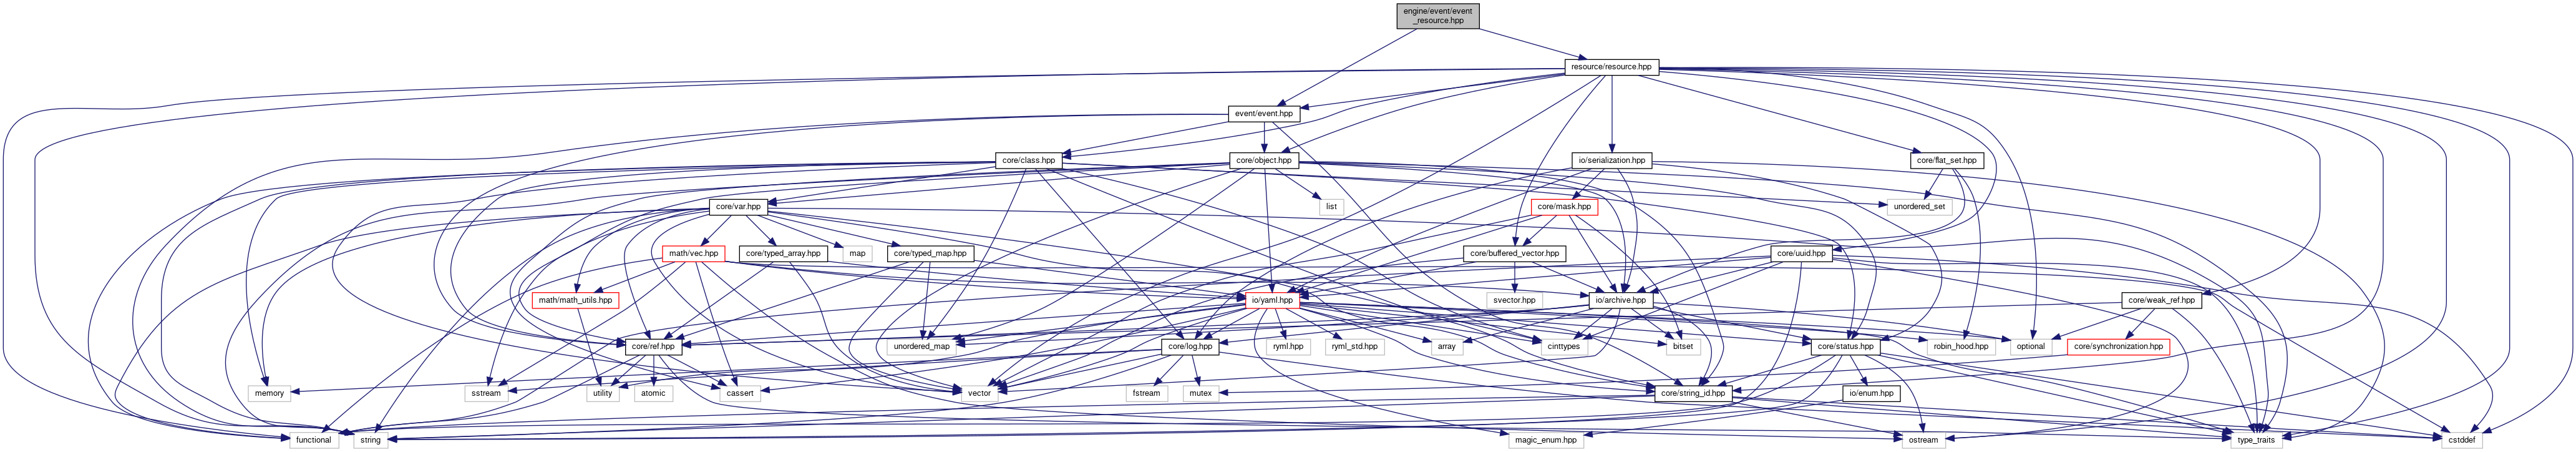 engine/event/event
_resource.hpp
resource/resource.hpp
event/event.hpp
core/class.hpp
core/object.hpp
io/serialization.hpp
core/flat_set.hpp
core/var.hpp
list
core/mask.hpp
unordered_set
math/vec.hpp
core/typed_array.hpp
map
core/typed_map.hpp
core/buffered_vector.hpp
core/uuid.hpp
math/math_utils.hpp
io/yaml.hpp
svector.hpp
io/archive.hpp
core/weak_ref.hpp
core/ref.hpp
unordered_map
core/log.hpp
ryml.hpp
ryml_std.hpp
array
cinttypes
bitset
core/status.hpp
robin_hood.hpp
optional
core/synchronization.hpp
memory
sstream
utility
atomic
cassert
vector
fstream
mutex
core/string_id.hpp
io/enum.hpp
functional
string
magic_enum.hpp
ostream
type_traits
cstddef